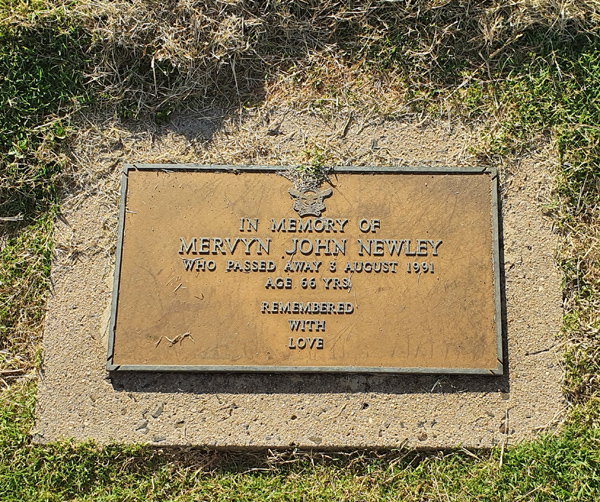 IN MEMORY OF
MERVYN JOHN NEWLEY
WHO PASSED AWAY 3 AUGUST 1991
AGE 66 YRS.
REMEMBERED
WITH
LOVE